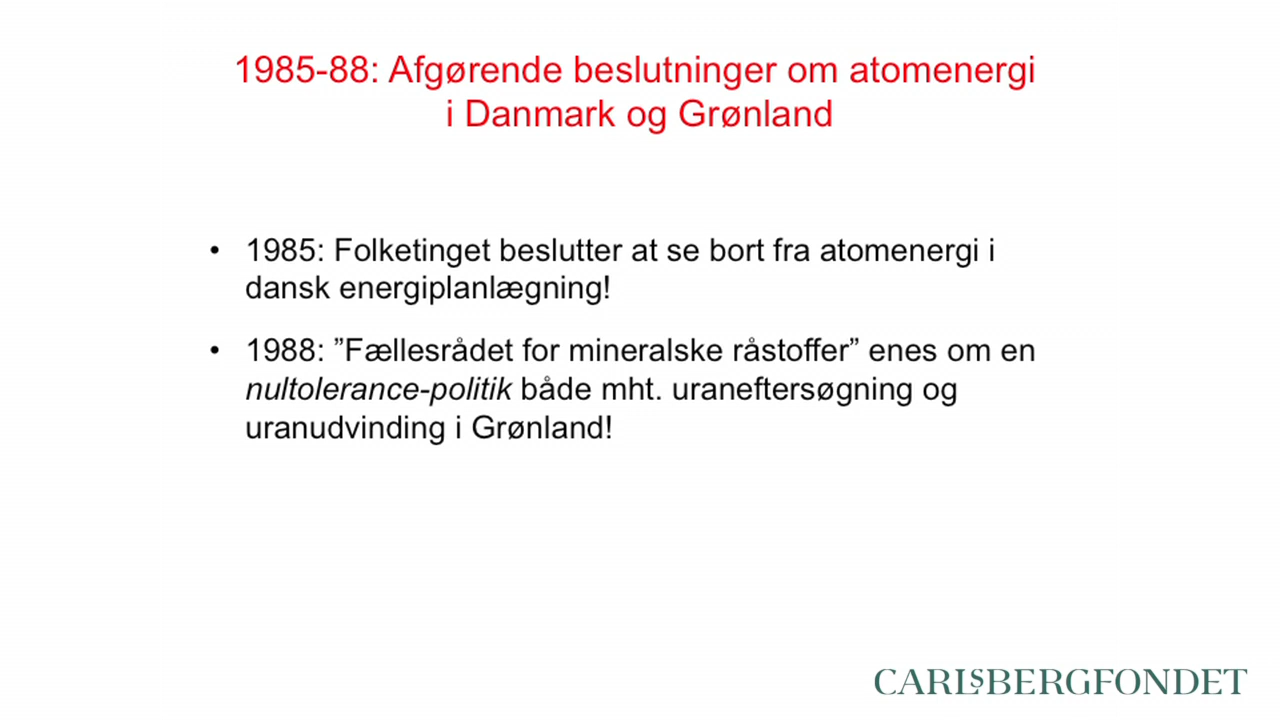 1985-88: Afgørende beslutninger om atomenergi
i Danmark og Grønland
• 1985: Folketinget beslutter at se bort fra atomenergi i
dansk energiplanlægning!
• 1988: ”Fællesrådet for mineralske råstoffer” enes om en
nultolerance-politik både mht. uraneftersøgning og
uranudvinding i Grønland!
CARLSBERGFONDET